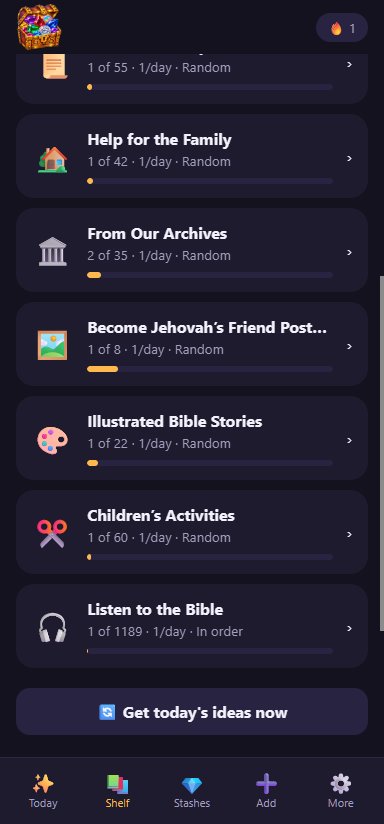 1
1 of 55 · 1/day · Random
›
Help for the Family
1 of 42 · 1/day · Random
›
From Our Archives
2 of 35 · 1/day · Random
›
Become Jehovah’s Friend Post…
1 of 8 · 1/day · Random
›
Illustrated Bible Stories
1 of 22 · 1/day · Random
›
Children’s Activities
1 of 60 · 1/day · Random
›
Listen to the Bible
1 of 1189 · 1/day · In order
›
Get today's ideas now
Today Shelf Stashes Add More